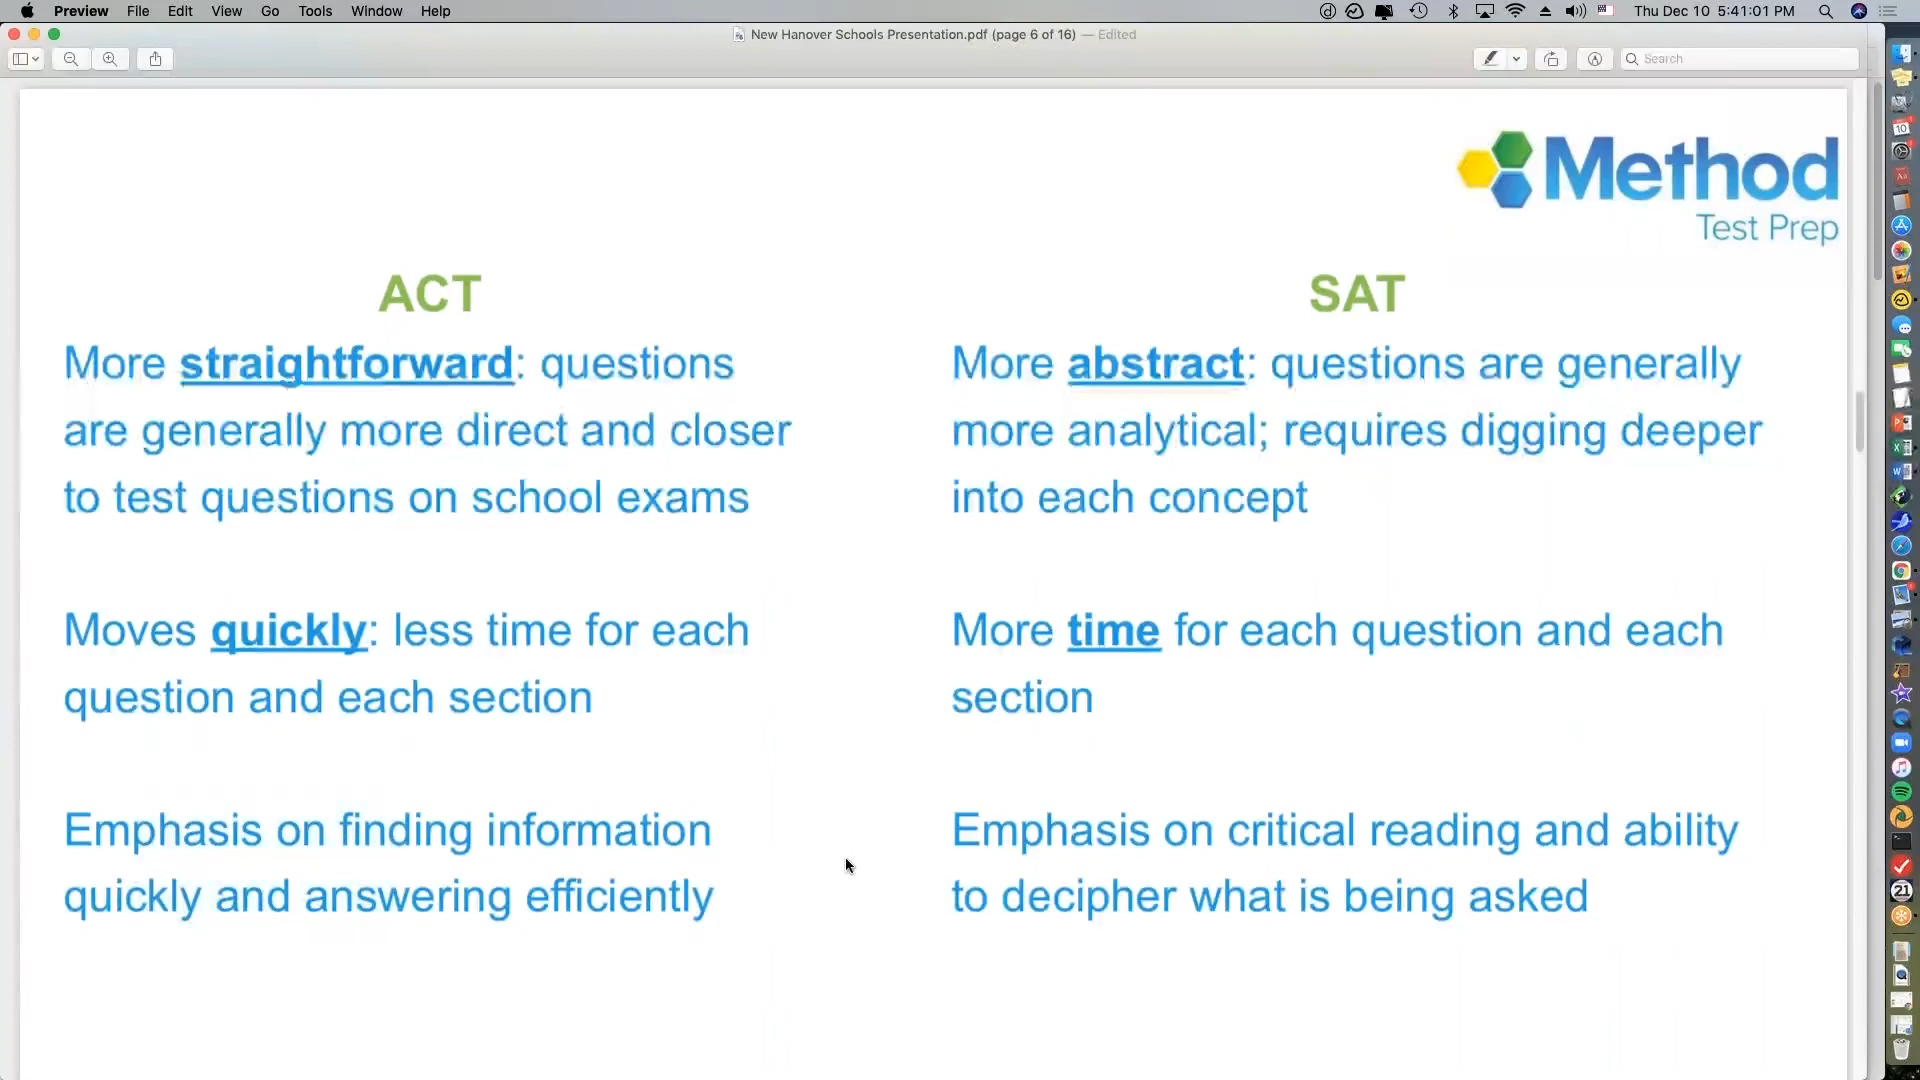 Preview File Edit View Go Tools Window Help
Thu Dec 10 5:41:01 PM
New Hanover Schools Presentation.pdf (page 6 of 16) — Edited
Search
Method
Test Prep
ACT
More straightforward: questions
are generally more direct and closer
to test questions on school exams
Moves quickly: less time for each
question and each section
Emphasis on finding information
quickly and answering efficiently
SAT
More abstract: questions are generally
more analytical; requires digging deeper
into each concept
More time for each question and each
section
Emphasis on critical reading and ability
to decipher what is being asked
10
21